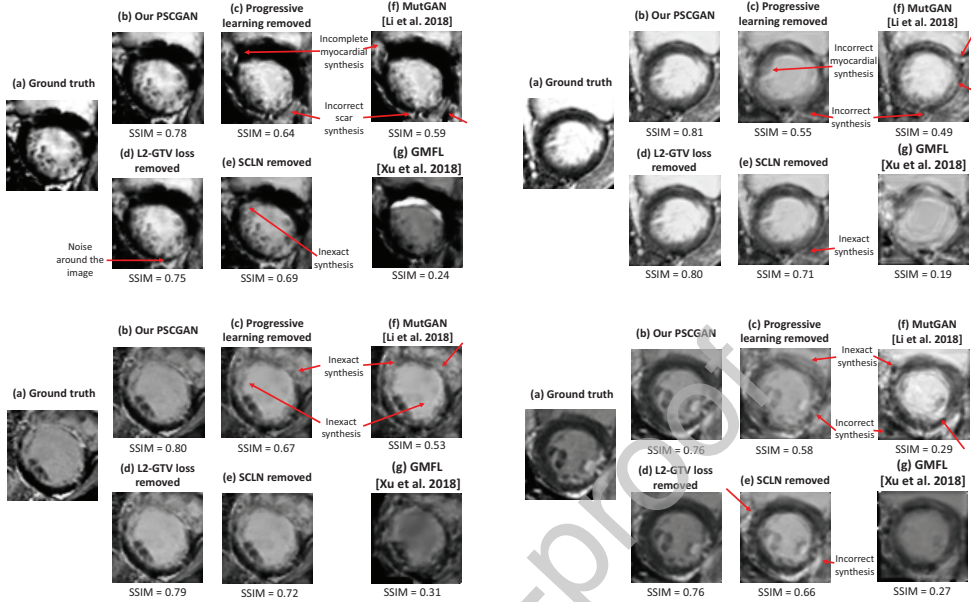 (b) Our PSCGAN
(c) Progressive
learning removed
(f) MutGAN
[Li et al. 2018]
(a) Ground truth
Incomplete
myocardial
synthesis
Incorrect
scar
synthesis
SSIM = 0.78
SSIM = 0.64
SSIM = 0.59
(d) L2-GTV loss
removed
(e) SCLN removed
(g) GMFL
[Xu et al. 2018]
Noise
around the
image
Inexact
synthesis
SSIM = 0.75
SSIM = 0.69
SSIM = 0.24
(b) Our PSCGAN
(c) Progressive
learning removed
(f) MutGAN
[Li et al. 2018]
(a) Ground truth
Incorrect
myocardial
synthesis
Incorrect
synthesis
SSIM = 0.81
SSIM = 0.55
SSIM = 0.49
(d) L2-GTV loss
removed
(e) SCLN removed
(g) GMFL
[Xu et al. 2018]
Inexact
synthesis
SSIM = 0.80
SSIM = 0.71
SSIM = 0.19
(b) Our PSCGAN
(c) Progressive
learning removed
(f) MutGAN
[Li et al. 2018]
(a) Ground truth
Inexact
synthesis
Inexact
synthesis
SSIM = 0.80
SSIM = 0.67
SSIM = 0.53
(d) L2-GTV loss
removed
(e) SCLN removed
(g) GMFL
[Xu et al. 2018]
SSIM = 0.79
SSIM = 0.72
SSIM = 0.31
(b) Our PSCGAN
(c) Progressive
learning removed
(f) MutGAN
[Li et al. 2018]
(a) Ground truth
Inexact
synthesis
Incorrect
synthesis
SSIM = 0.76
SSIM = 0.58
SSIM = 0.29
(d) L2-GTV loss
removed
(e) SCLN removed
(g) GMFL
[Xu et al. 2018]
Incorrect
synthesis
SSIM = 0.76
SSIM = 0.66
SSIM = 0.27
-proof